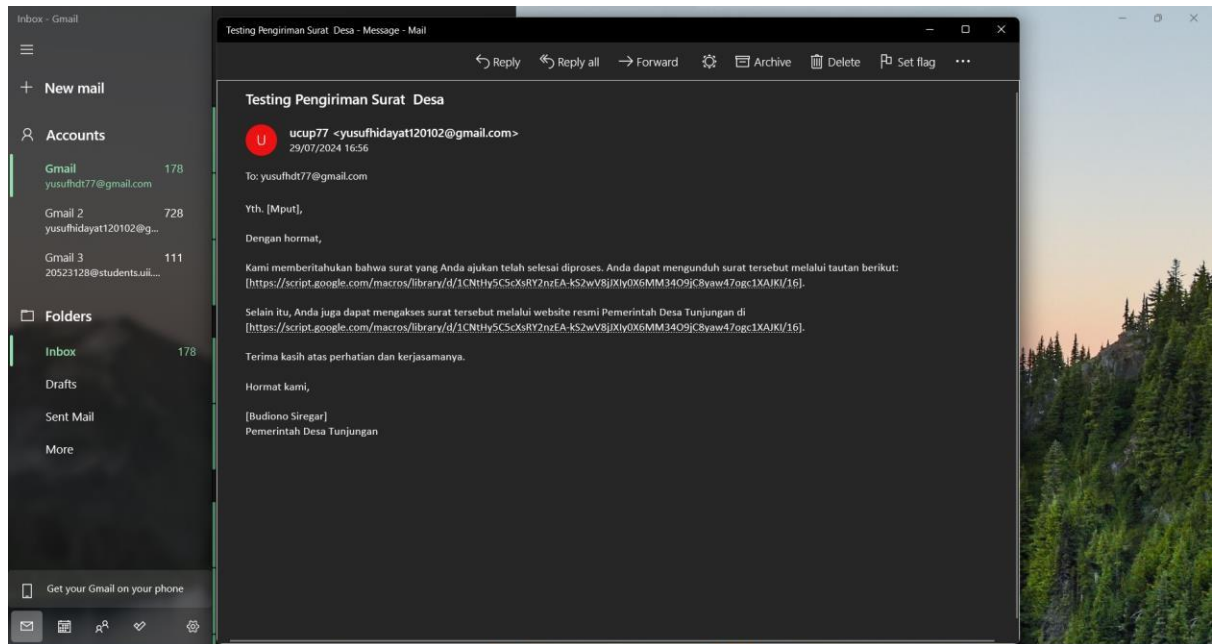 Inbox - Gmail
New mail
Accounts
Gmail 178
yusufhdt77@gmail.com
Gmail 2 728
yusufhidayat120102@g...
Gmail 3 111
20523128@students.uii....
Folders
Inbox 178
Drafts
Sent Mail
More
Get your Gmail on your phone
Testing Pengiriman Surat Desa - Message - Mail
Reply Reply all Forward Archive Delete Set flag
Testing Pengiriman Surat Desa
U
ucup77 <yusufhidayat120102@gmail.com>
29/07/2024 16:56
To: yusufhdt77@gmail.com
Yth. [Mput],
Dengan hormat,
Kami memberitahukan bahwa surat yang Anda ajukan telah selesai diproses. Anda dapat mengunduh surat tersebut melalui tautan berikut:
[https://script.google.com/macros/library/d/1CNtHy5C5cXsRY2nzEA-kS2wV8jJXIy0X6MM34O9jC8yaw47ogc1XAJKI/16].
Selain itu, Anda juga dapat mengakses surat tersebut melalui website resmi Pemerintah Desa Tunjungan di
[https://script.google.com/macros/library/d/1CNtHy5C5cXsRY2nzEA-kS2wV8jJXIy0X6MM34O9jC8yaw47ogc1XAJKI/16].
Terima kasih atas perhatian dan kerjasamanya.
Hormat kami,
[Budiono Siregar]
Pemerintah Desa Tunjungan